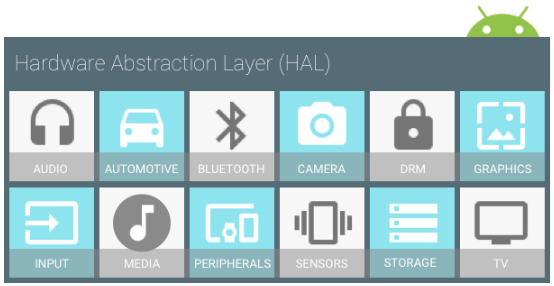 Hardware Abstraction Layer (HAL)
AUDIO AUTOMOTIVE BLUETOOTH CAMERA DRM GRAPHICS
INPUT MEDIA PERIPHERALS SENSORS STORAGE TV